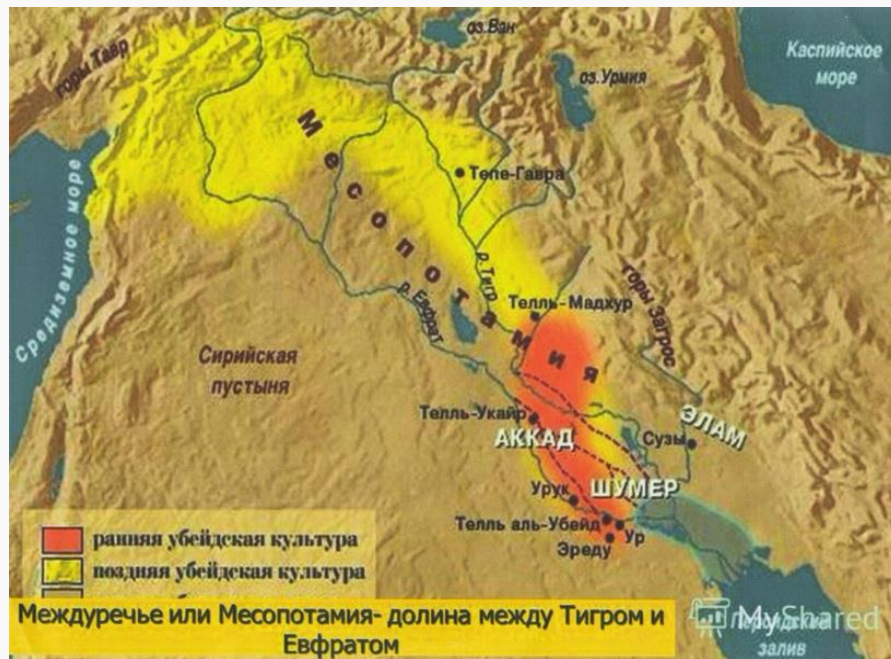 оз.Ван
Каспийское
море
горы Тавр
оз.Урмия
Месопотамия
Тепе-Гавра
Средиземное море
р.Тигр
р.Евфрат
Телль-Мадхур
горы Загрос
Сирийская
пустыня
Телль-Укайр
АККАД
ЭЛАМ
Сузы
Урук
ШУМЕР
Телль аль-Убейд
Ур
Эреду
ранняя убейдская культура
поздняя убейдская культура
Междуречье или Месопотамия- долина между Тигром и
Евфратом
MyShared
залив